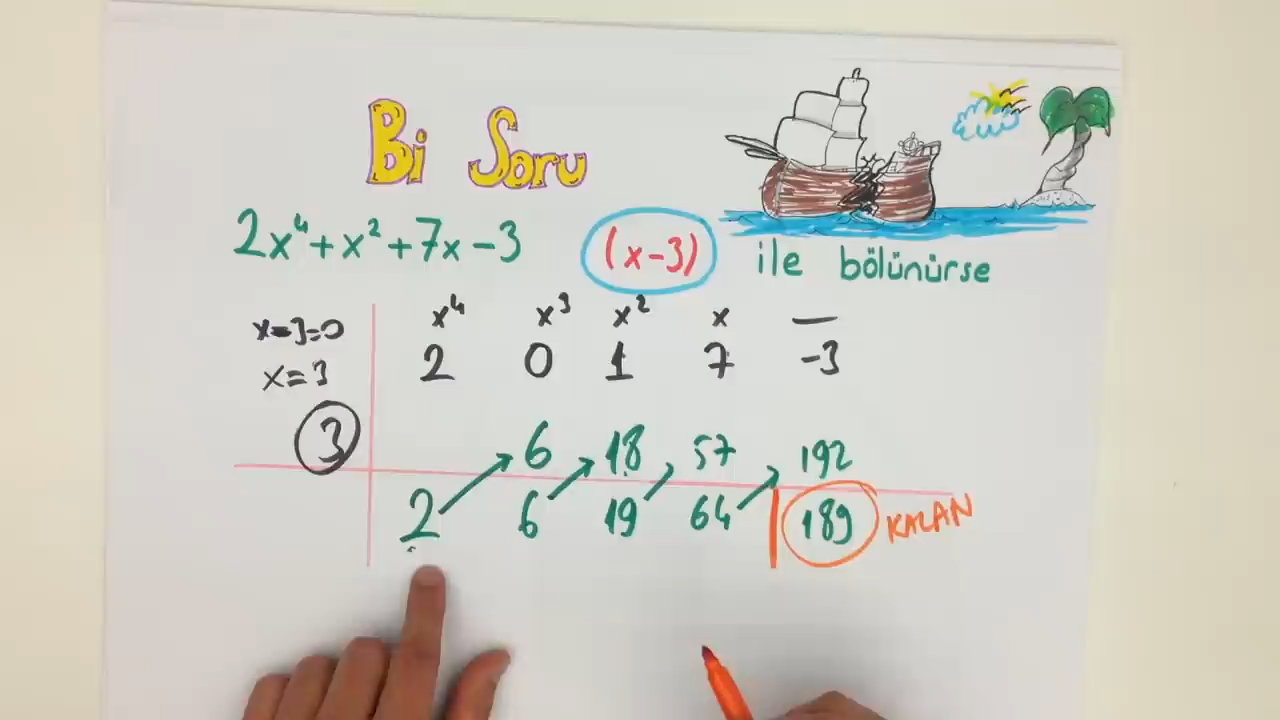 Bi Soru
2x⁴+x²+7x-3 (x-3) ile bölünürse
x⁴ x³ x² x —
x-3=0
2 0 1 7 -3
x=3
3
6 18 57 192
2 6 19 64 189 KALAN